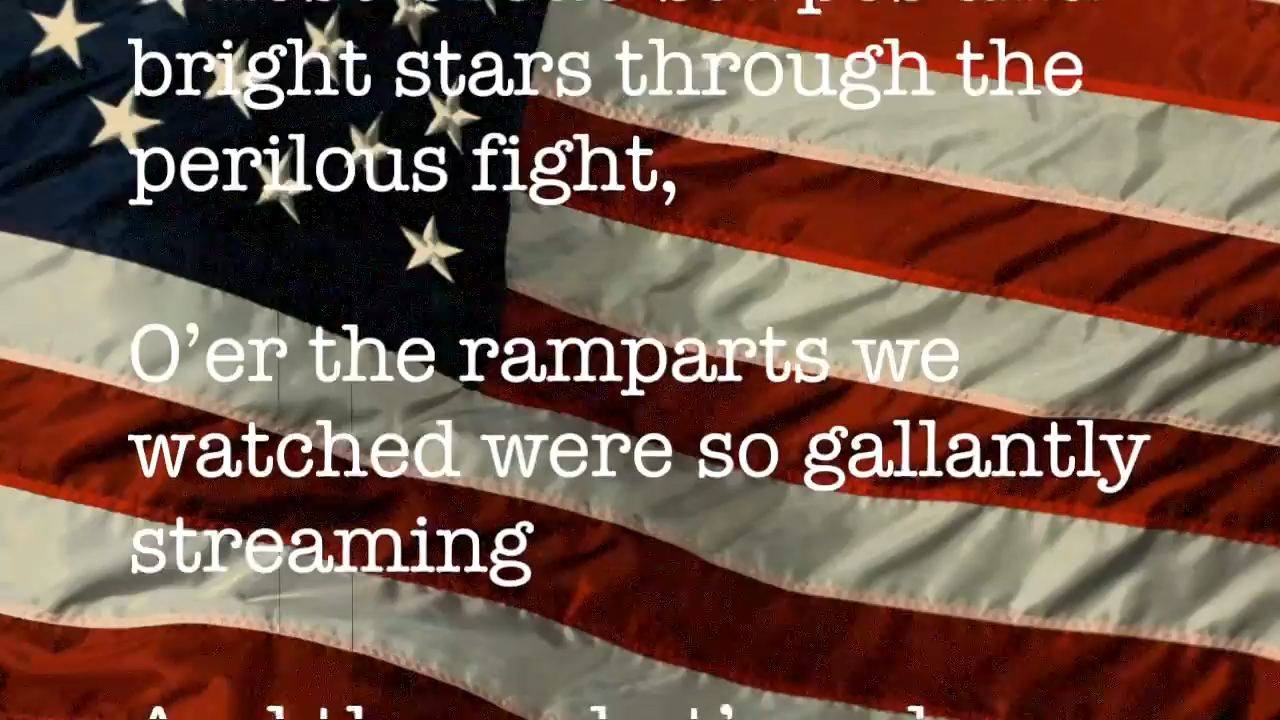 bright stars through the
perilous fight,
O’er the ramparts we
watched were so gallantly
streaming